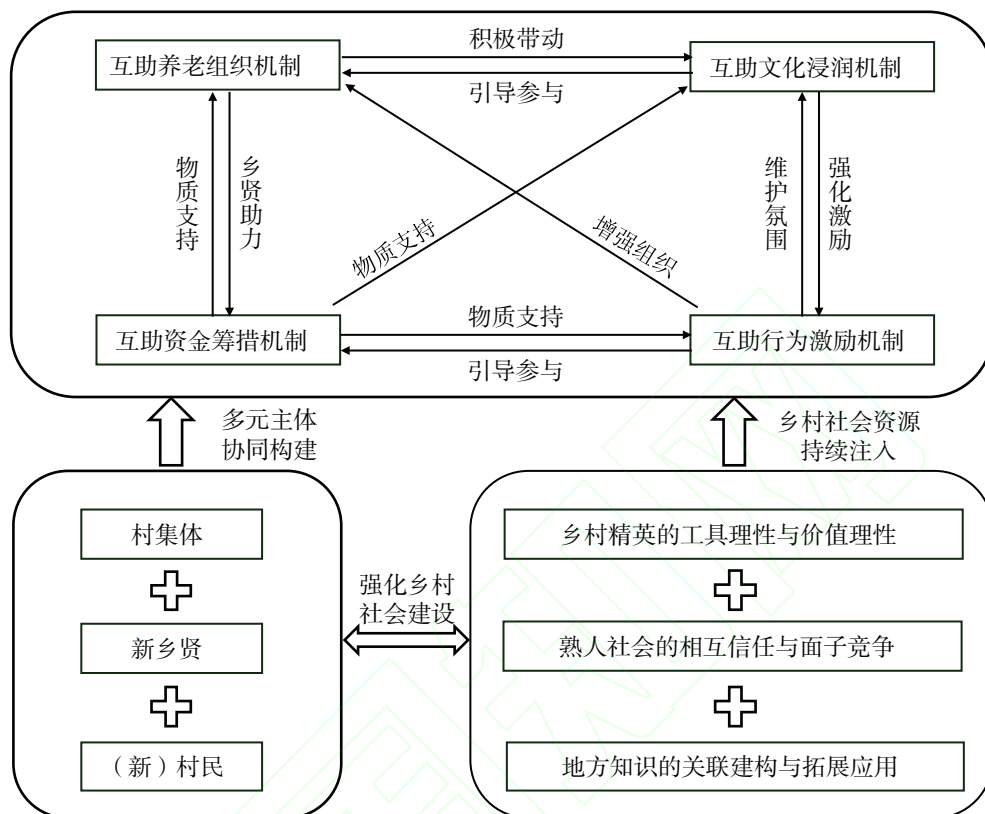 积极带动
互助养老组织机制
互助文化浸润机制
引导参与
物质支持
乡贤助力
维护氛围
强化激励
物质支持
增强组织
物质支持
互助资金筹措机制
互助行为激励机制
引导参与
多元主体
协同构建
乡村社会资源
持续注入
村集体
乡村精英的工具理性与价值理性
强化乡村
社会建设
新乡贤
熟人社会的相互信任与面子竞争
（新）村民
地方知识的关联建构与拓展应用